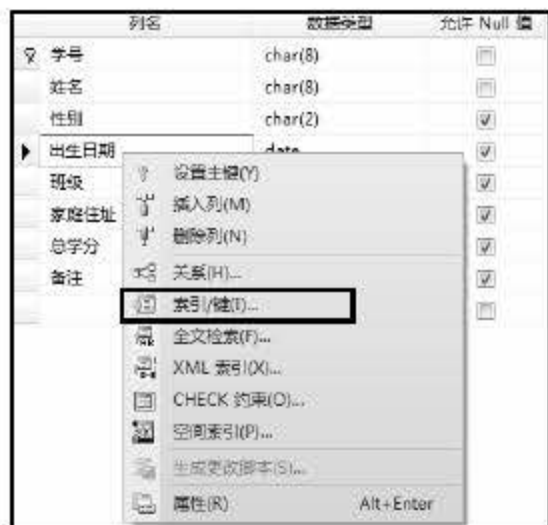 列名 数据类型 允许 Null 值
学号 char(8)
姓名 char(8)
性别 char(2)
出生日期 date
班级
家庭住址
总学分
备注
设置主键(Y)
插入列(M)
删除列(N)
关系(H)...
索引/键(I)...
全文检索(F)...
XML 索引(X)...
CHECK 约束(O)...
空间索引(P)...
生成更改脚本(S)...
属性(R) Alt+Enter